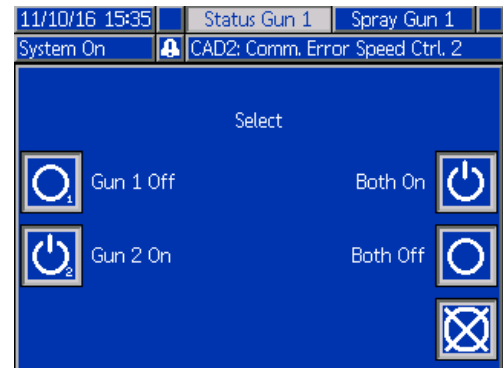 11/10/16 15:35 Status Gun 1 Spray Gun 1
System On CAD2: Comm. Error Speed Ctrl. 2
Select
1 Gun 1 Off Both On
2 Gun 2 On Both Off